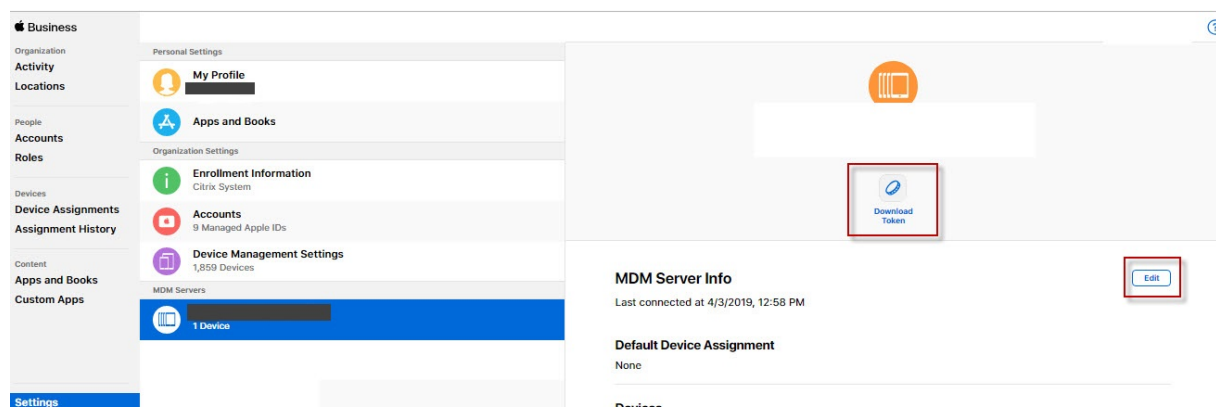 Business
Organization
Activity
Locations
People
Accounts
Roles
Devices
Device Assignments
Assignment History
Content
Apps and Books
Custom Apps
Settings
Personal Settings
My Profile
Apps and Books
Organization Settings
Enrollment Information
Citrix System
Accounts
9 Managed Apple IDs
Device Management Settings
1,859 Devices
MDM Servers
1 Device
?
Download
Token
MDM Server Info
Edit
Last connected at 4/3/2019, 12:58 PM
Default Device Assignment
None
Devices